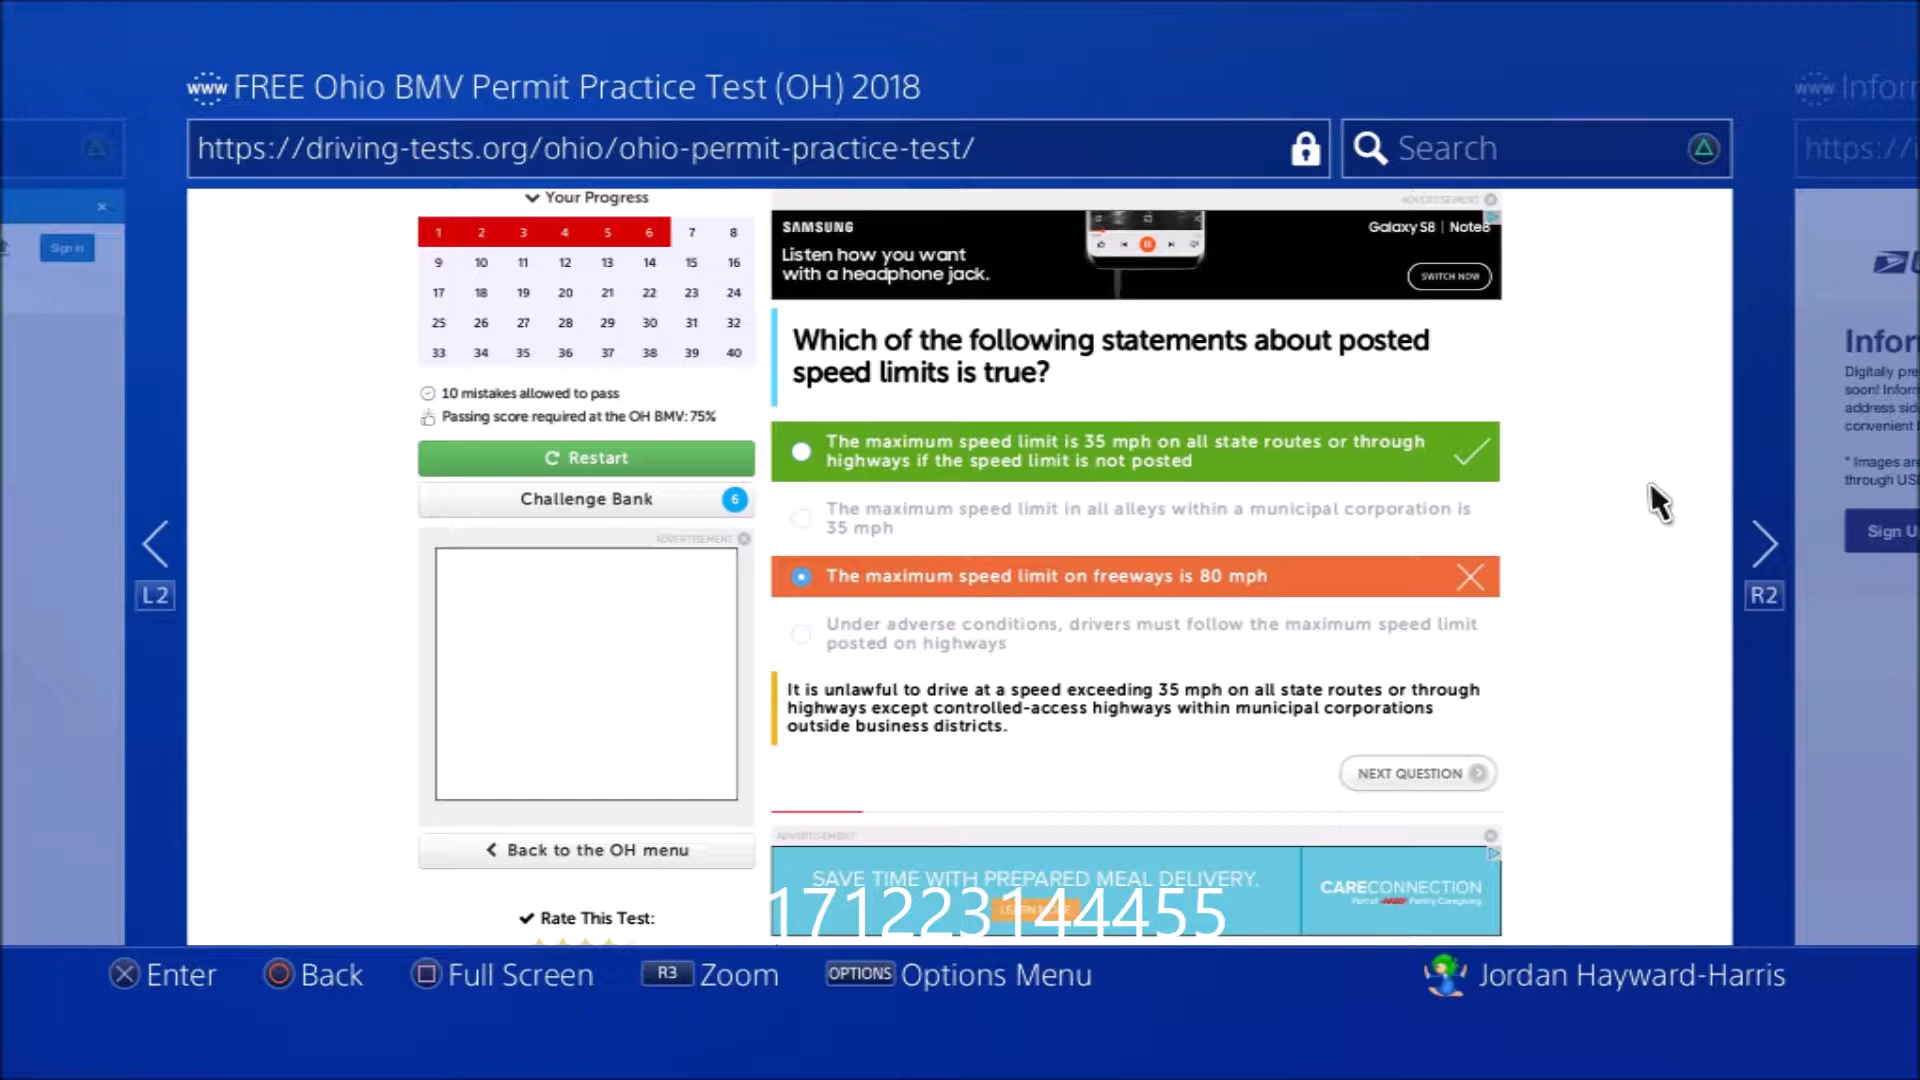 FREE Ohio BMV Permit Practice Test (OH) 2018
https://driving-tests.org/ohio/ohio-permit-practice-test/
Search
https://
Sign in
Your Progress
1 2 3 4 5 6 7 8
9 10 11 12 13 14 15 16
17 18 19 20 21 22 23 24
25 26 27 28 29 30 31 32
33 34 35 36 37 38 39 40
10 mistakes allowed to pass
Passing score required at the OH BMV: 75%
Restart
Challenge Bank 6
ADVERTISEMENT
Back to the OH menu
Rate This Test:
ADVERTISEMENT
SAMSUNG
Listen how you want
with a headphone jack.
Galaxy S8 | Note8
SWITCH NOW
Which of the following statements about posted
speed limits is true?
The maximum speed limit is 35 mph on all state routes or through
highways if the speed limit is not posted
The maximum speed limit in all alleys within a municipal corporation is
35 mph
The maximum speed limit on freeways is 80 mph
Under adverse conditions, drivers must follow the maximum speed limit
posted on highways
It is unlawful to drive at a speed exceeding 35 mph on all state routes or through
highways except controlled-access highways within municipal corporations
outside business districts.
NEXT QUESTION
ADVERTISEMENT
SAVE TIME WITH PREPARED MEAL DELIVERY.
LEARN MORE
CARECONNECTION
171223144455
L2
R2
Enter
Back
Full Screen
R3 Zoom
OPTIONS Options Menu
Jordan Hayward-Harris